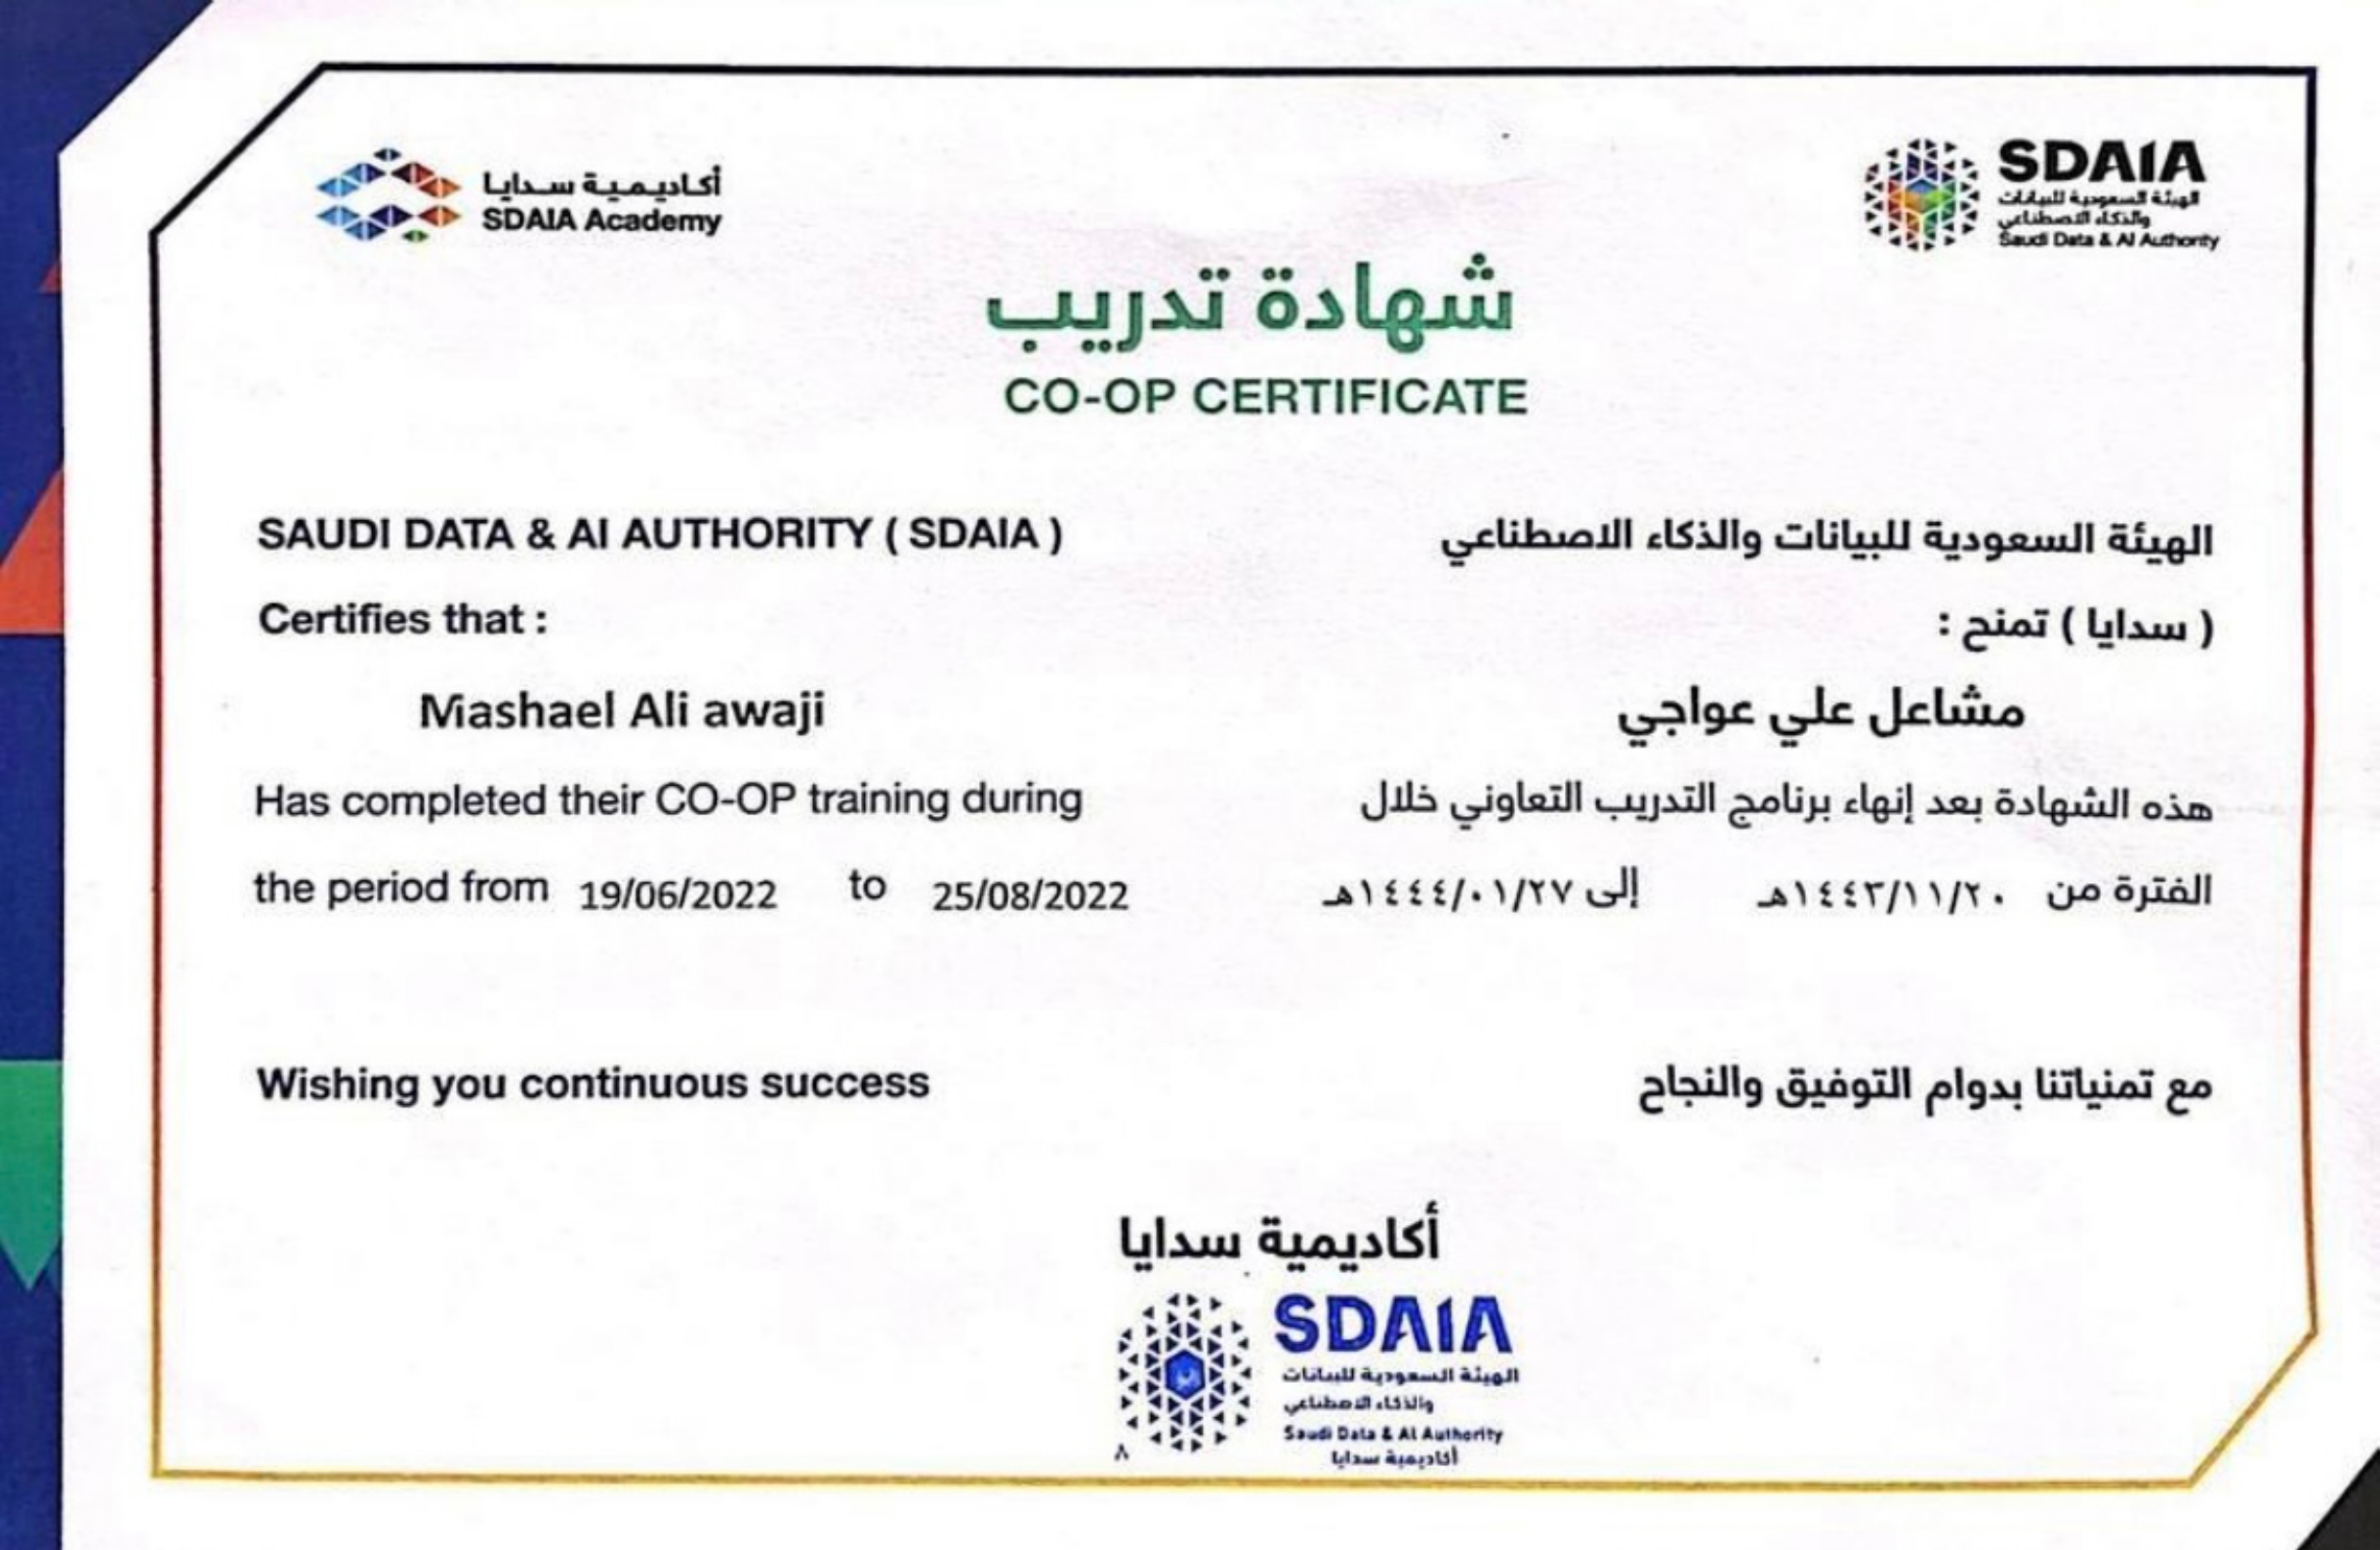 أكاديمية سدايا
SDAIA Academy
SDAIA
الهيئة السعودية للبيانات
والذكاء الاصطناعي
Saudi Data & AI Authority
شهادة تدريب
CO-OP CERTIFICATE
SAUDI DATA & AI AUTHORITY ( SDAIA )
الهيئة السعودية للبيانات والذكاء الاصطناعي
Certifies that :
( سدايا ) تمنح :
Mashael Ali awaji
مشاعل علي عواجي
Has completed their CO-OP training during
هذه الشهادة بعد إنهاء برنامج التدريب التعاوني خلال
the period from 19/06/2022 to 25/08/2022
الفترة من ١٤٤٣/١١/٢٠هـ إلى ١٤٤٤/٠١/٢٧هـ
Wishing you continuous success
مع تمنياتنا بدوام التوفيق والنجاح
أكاديمية سدايا
SDAIA
الهيئة السعودية للبيانات
والذكاء الاصطناعي
Saudi Data & AI Authority
أكاديمية سدايا
٨